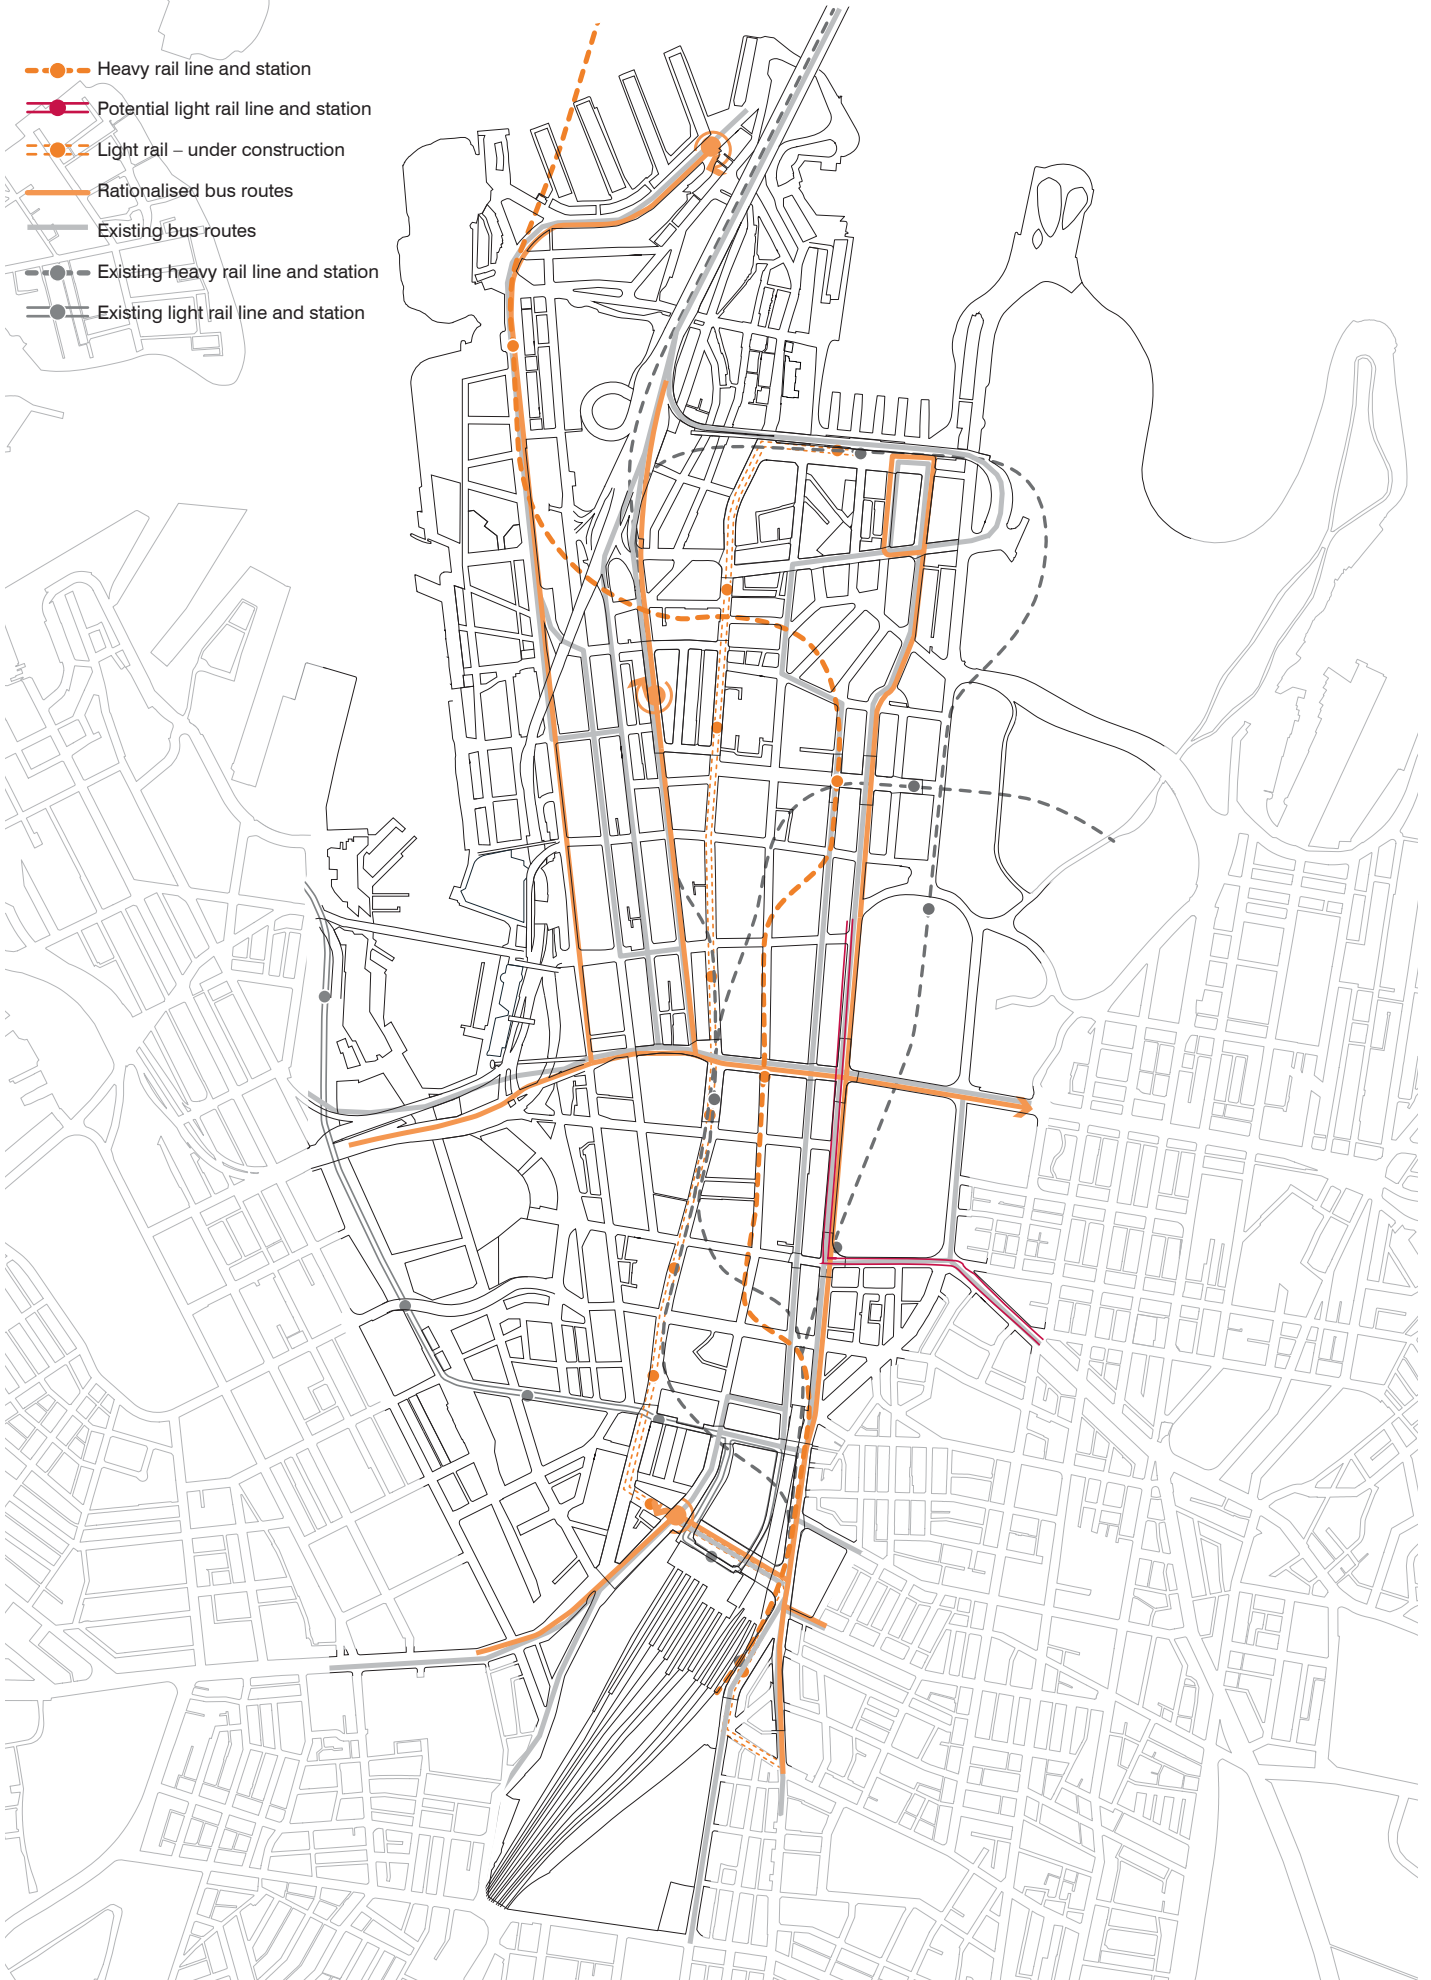 Heavy rail line and station
Potential light rail line and station
Light rail – under construction
Rationalised bus routes
Existing bus routes
Existing heavy rail line and station
Existing light rail line and station